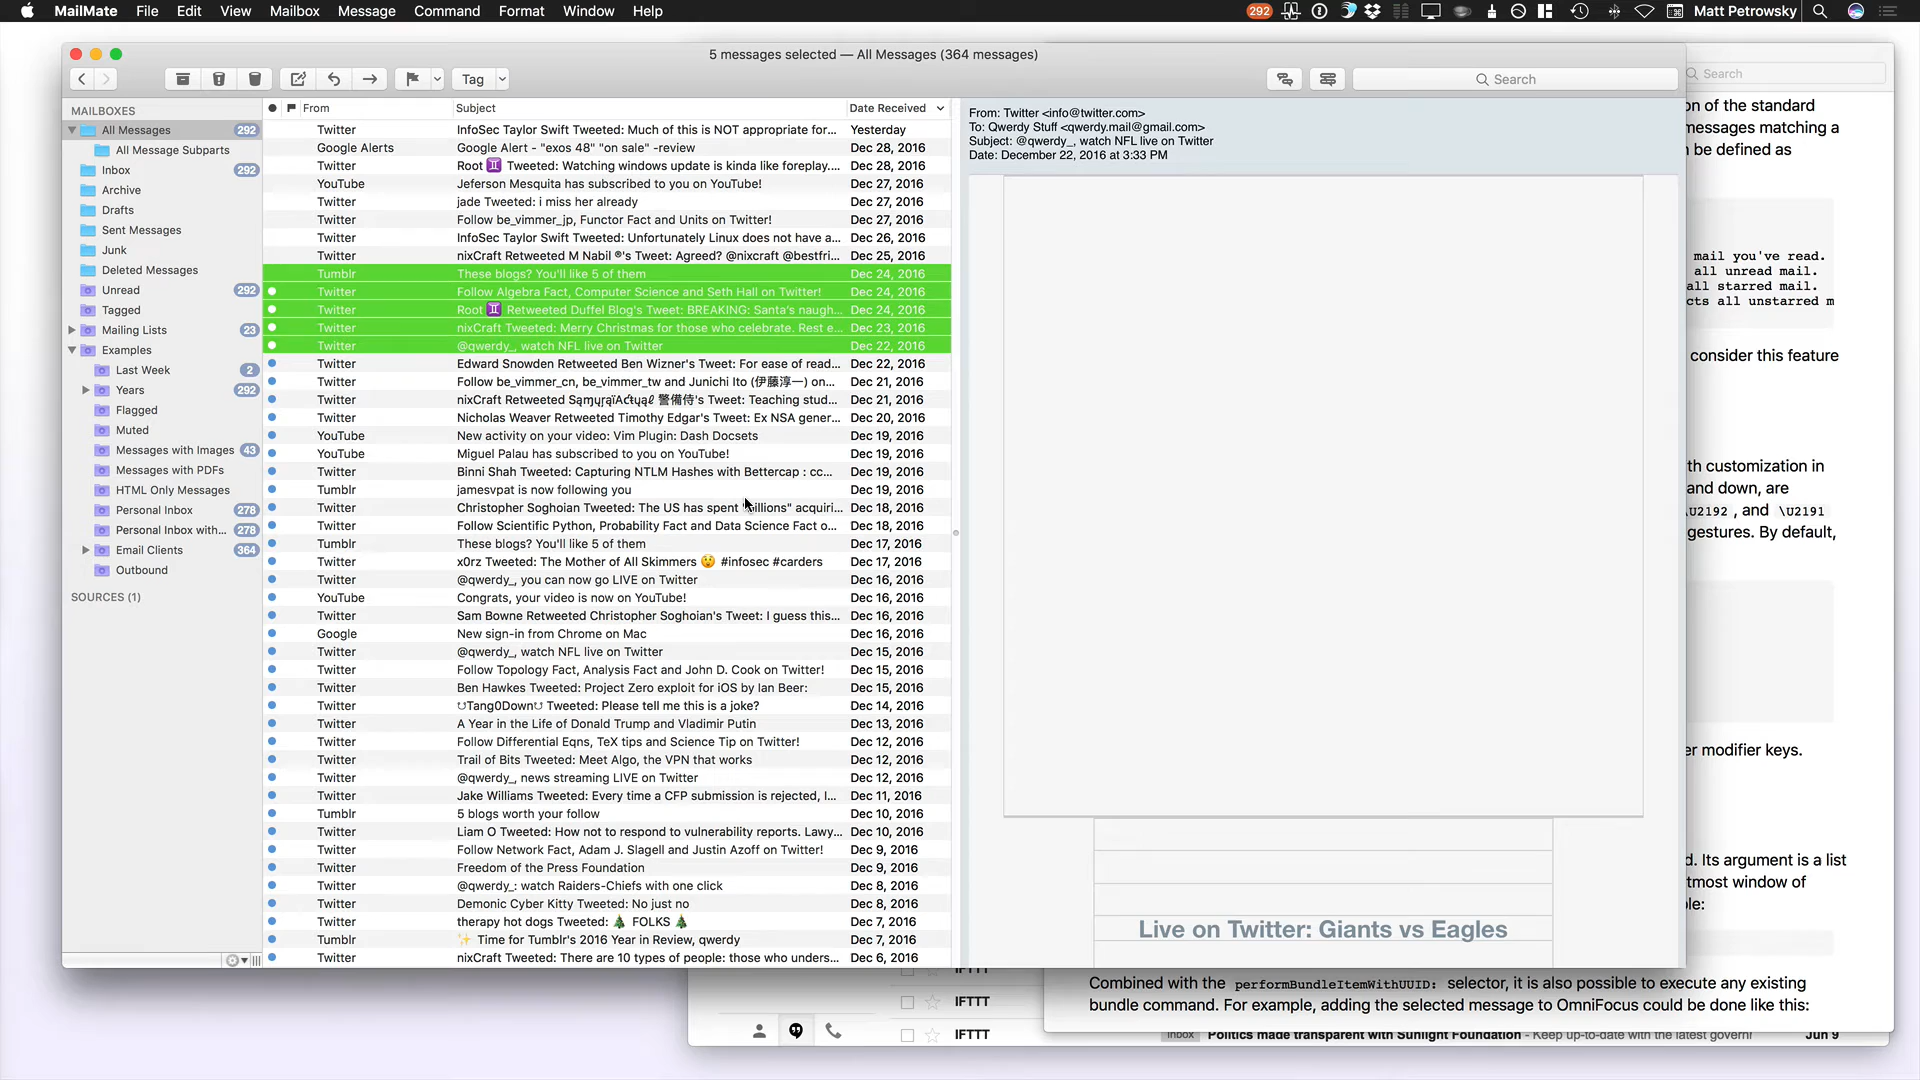 MailMate File Edit View Mailbox Message Command Format Window Help 292 Matt Petrowsky
5 messages selected — All Messages (364 messages)
Tag Search
Search
MAILBOXES
All Messages 292
All Message Subparts
Inbox 292
Archive
Drafts
Sent Messages
Junk
Deleted Messages
Unread 292
Tagged
Mailing Lists 23
Examples
Last Week 2
Years 292
Flagged
Muted
Messages with Images 43
Messages with PDFs
HTML Only Messages
Personal Inbox 278
Personal Inbox with... 278
Email Clients 364
Outbound
SOURCES (1)
From Subject Date Received
Twitter InfoSec Taylor Swift Tweeted: Much of this is NOT appropriate for... Yesterday
Google Alerts Google Alert - "exos 48" "on sale" -review Dec 28, 2016
Twitter Root ♊ Tweeted: Watching windows update is kinda like foreplay.... Dec 28, 2016
YouTube Jeferson Mesquita has subscribed to you on YouTube! Dec 27, 2016
Twitter jade Tweeted: i miss her already Dec 27, 2016
Twitter Follow be_vimmer_jp, Functor Fact and Units on Twitter! Dec 27, 2016
Twitter InfoSec Taylor Swift Tweeted: Unfortunately Linux does not have a... Dec 26, 2016
Twitter nixCraft Retweeted M Nabil ®'s Tweet: Agreed? @nixcraft @bestfri... Dec 25, 2016
Tumblr These blogs? You'll like 5 of them Dec 24, 2016
Twitter Follow Algebra Fact, Computer Science and Seth Hall on Twitter! Dec 24, 2016
Twitter Root ♊ Retweeted Duffel Blog's Tweet: BREAKING: Santa's naugh... Dec 24, 2016
Twitter nixCraft Tweeted: Merry Christmas for those who celebrate. Rest e... Dec 23, 2016
Twitter @qwerdy_, watch NFL live on Twitter Dec 22, 2016
Twitter Edward Snowden Retweeted Ben Wizner's Tweet: For ease of read... Dec 22, 2016
Twitter Follow be_vimmer_cn, be_vimmer_tw and Junichi Ito (伊藤淳一) on... Dec 21, 2016
Twitter nixCraft Retweeted 警備侍's Tweet: Teaching stud... Dec 21, 2016
Twitter Nicholas Weaver Retweeted Timothy Edgar's Tweet: Ex NSA gener... Dec 20, 2016
YouTube New activity on your video: Vim Plugin: Dash Docsets Dec 19, 2016
YouTube Miguel Palau has subscribed to you on YouTube! Dec 19, 2016
Twitter Binni Shah Tweeted: Capturing NTLM Hashes with Bettercap : cc... Dec 19, 2016
Tumblr jamesvpat is now following you Dec 19, 2016
Twitter Christopher Soghoian Tweeted: The US has spent illions" acquiri... Dec 18, 2016
Twitter Follow Scientific Python, Probability Fact and Data Science Fact o... Dec 18, 2016
Tumblr These blogs? You'll like 5 of them Dec 17, 2016
Twitter x0rz Tweeted: The Mother of All Skimmers 😲 #infosec #carders Dec 17, 2016
Twitter @qwerdy_, you can now go LIVE on Twitter Dec 16, 2016
YouTube Congrats, your video is now on YouTube! Dec 16, 2016
Twitter Sam Bowne Retweeted Christopher Soghoian's Tweet: I guess this... Dec 16, 2016
Google New sign-in from Chrome on Mac Dec 16, 2016
Twitter @qwerdy_, watch NFL live on Twitter Dec 15, 2016
Twitter Follow Topology Fact, Analysis Fact and John D. Cook on Twitter! Dec 15, 2016
Twitter Ben Hawkes Tweeted: Project Zero exploit for iOS by Ian Beer: Dec 15, 2016
Twitter Tang0Down Tweeted: Please tell me this is a joke? Dec 14, 2016
Twitter A Year in the Life of Donald Trump and Vladimir Putin Dec 13, 2016
Twitter Follow Differential Eqns, TeX tips and Science Tip on Twitter! Dec 12, 2016
Twitter Trail of Bits Tweeted: Meet Algo, the VPN that works Dec 12, 2016
Twitter @qwerdy_, news streaming LIVE on Twitter Dec 12, 2016
Twitter Jake Williams Tweeted: Every time a CFP submission is rejected, I... Dec 11, 2016
Tumblr 5 blogs worth your follow Dec 10, 2016
Twitter Liam O Tweeted: How not to respond to vulnerability reports. Lawy... Dec 10, 2016
Twitter Follow Network Fact, Adam J. Slagell and Justin Azoff on Twitter! Dec 9, 2016
Twitter Freedom of the Press Foundation Dec 9, 2016
Twitter @qwerdy_: watch Raiders-Chiefs with one click Dec 8, 2016
Twitter Demonic Cyber Kitty Tweeted: No just no Dec 8, 2016
Twitter therapy hot dogs Tweeted: 🎄 FOLKS 🎄 Dec 7, 2016
Tumblr ✨ Time for Tumblr's 2016 Year in Review, qwerdy Dec 7, 2016
Twitter nixCraft Tweeted: There are 10 types of people: those who unders... Dec 6, 2016
From: Twitter <info@twitter.com>
To: Qwerdy Stuff <qwerdy.mail@gmail.com>
Subject: @qwerdy_, watch NFL live on Twitter
Date: December 22, 2016 at 3:33 PM
Live on Twitter: Giants vs Eagles
on of the standard
messages matching a
n be defined as
mail you've read.
all unread mail.
all starred mail.
cts all unstarred m
consider this feature
th customization in
and down, are
\U2192 , and \U2191
gestures. By default,
er modifier keys.
d. Its argument is a list
tmost window of
le:
Combined with the performBundleItemWithUUID: selector, it is also possible to execute any existing
bundle command. For example, adding the selected message to OmniFocus could be done like this:
IFTTT
IFTTT
IFTTT Inbox Politics made transparent with Sunlight Foundation - Keep up-to-date with the latest governi Jun 9